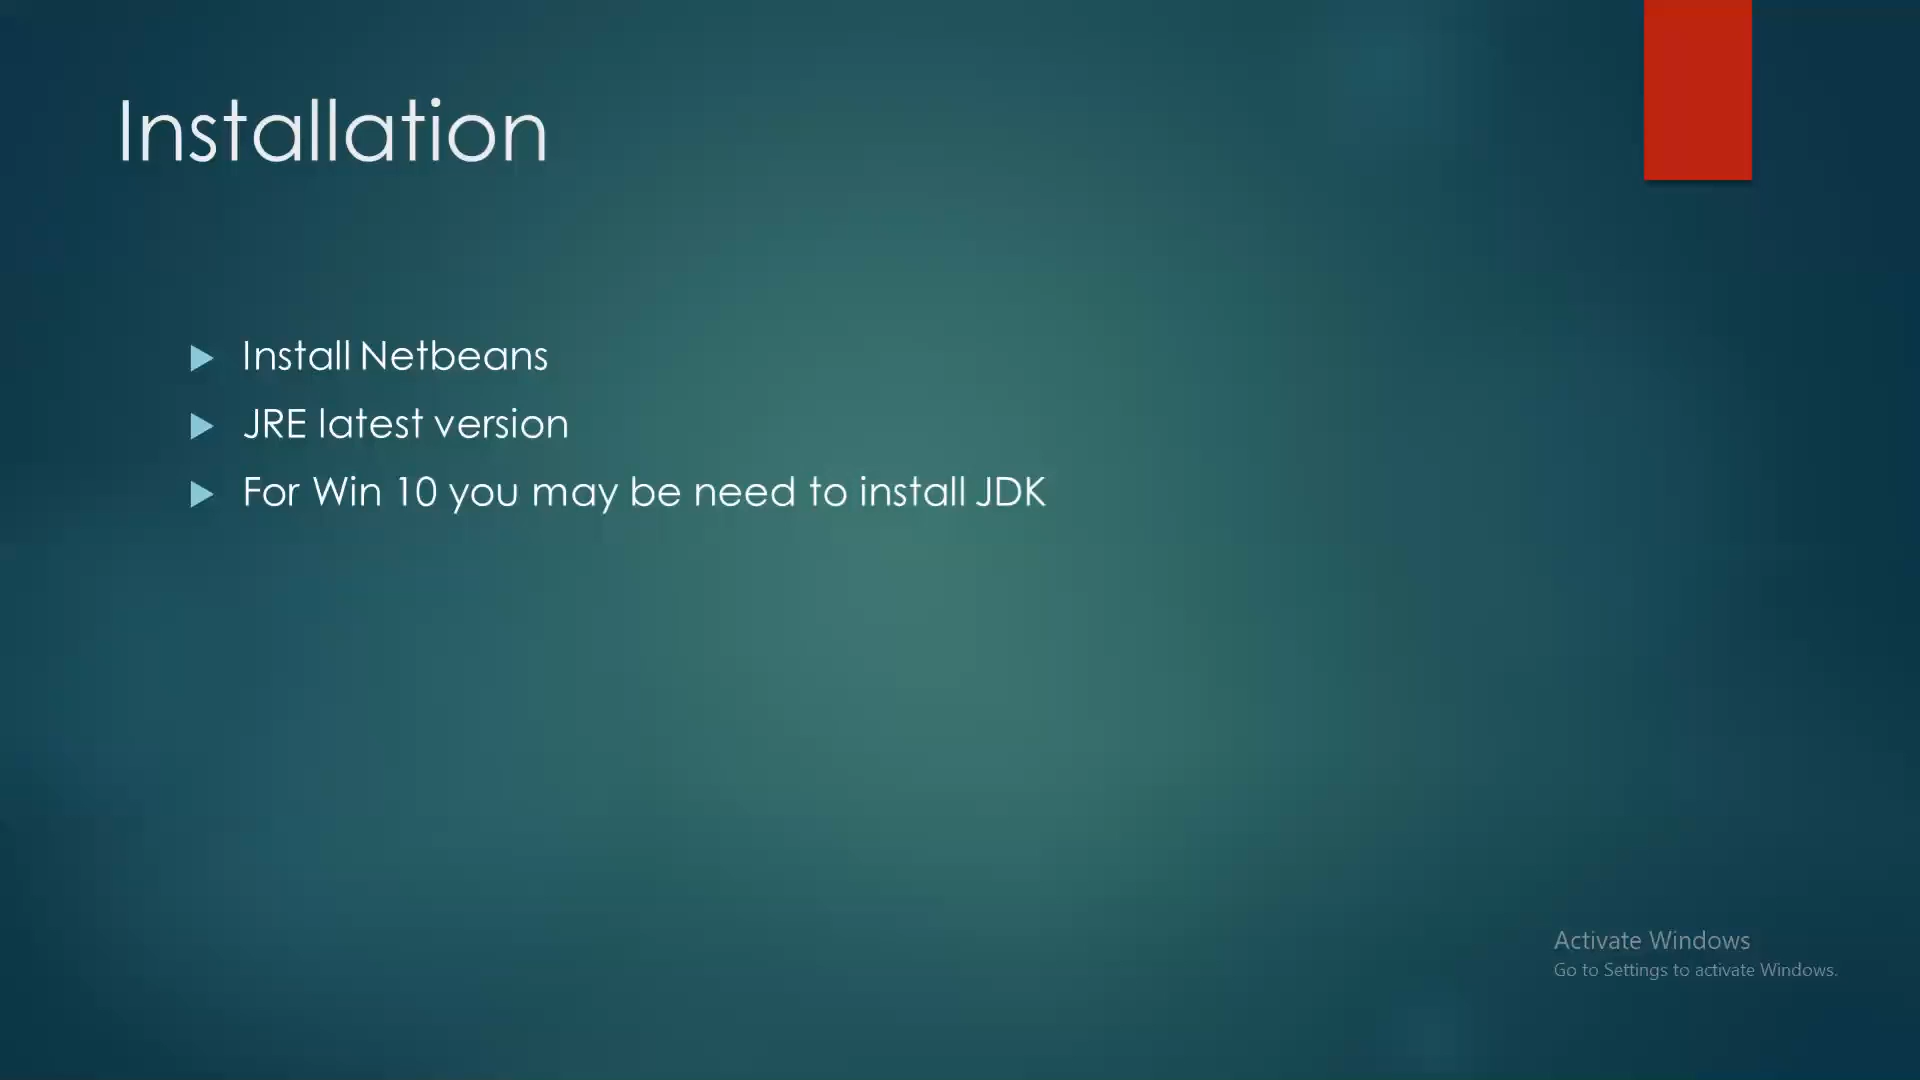 Installation
Install Netbeans
JRE latest version
For Win 10 you may be need to install JDK
Activate Windows
Go to Settings to activate Windows.